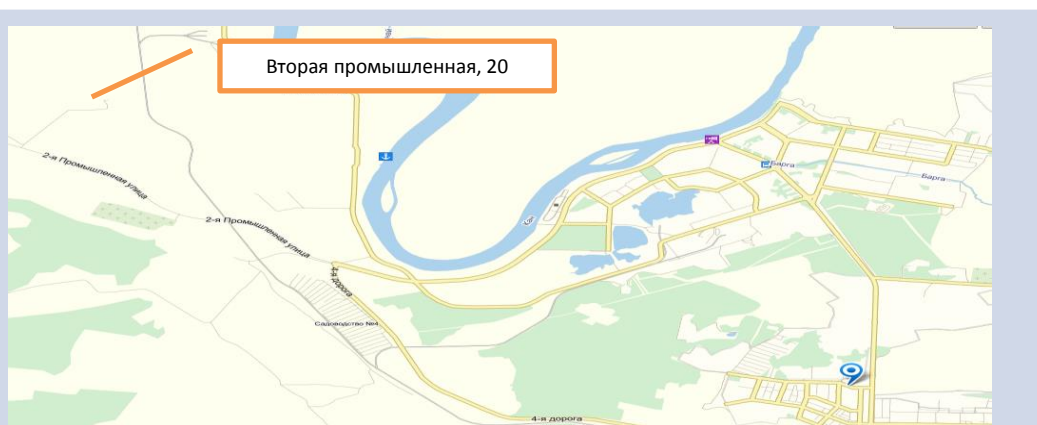 Вторая промышленная, 20
2-я Промышленная улица
2-я Промышленная улица
4-я дорога
Садоводство №4
Барга
Барга
4-я дорога